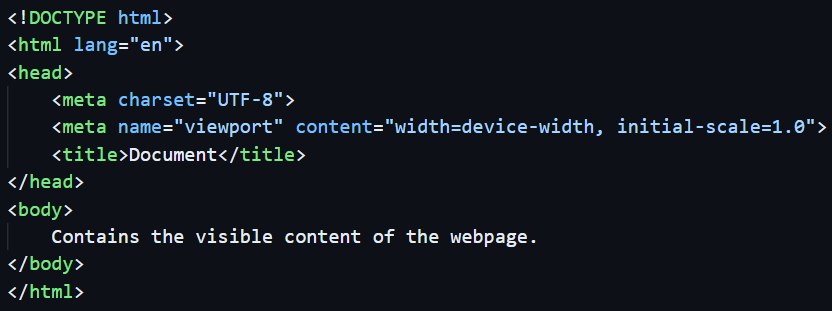 <!DOCTYPE html>
<html lang="en">
<head>
    <meta charset="UTF-8">
    <meta name="viewport" content="width=device-width, initial-scale=1.0">
    <title>Document</title>
</head>
<body>
    Contains the visible content of the webpage.
</body>
</html>